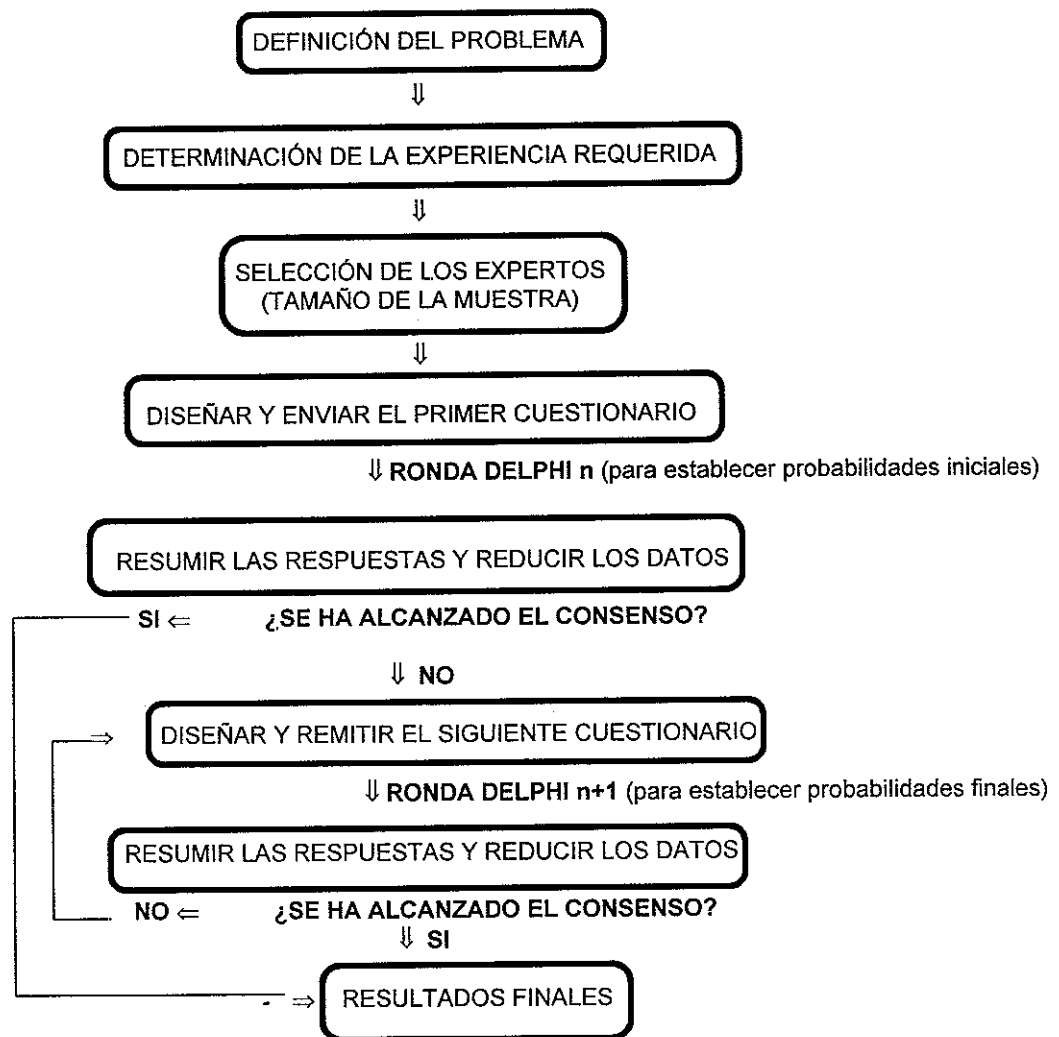 DEFINICIÓN DEL PROBLEMA
⇓
DETERMINACIÓN DE LA EXPERIENCIA REQUERIDA
⇓
SELECCIÓN DE LOS EXPERTOS
(TAMAÑO DE LA MUESTRA)
⇓
DISEÑAR Y ENVIAR EL PRIMER CUESTIONARIO
⇓ RONDA DELPHI n (para establecer probabilidades iniciales)
RESUMIR LAS RESPUESTAS Y REDUCIR LOS DATOS
SI ⇐ ¿SE HA ALCANZADO EL CONSENSO?
⇓ NO
⇒ DISEÑAR Y REMITIR EL SIGUIENTE CUESTIONARIO
⇓ RONDA DELPHI n+1 (para establecer probabilidades finales)
RESUMIR LAS RESPUESTAS Y REDUCIR LOS DATOS
NO ⇐ ¿SE HA ALCANZADO EL CONSENSO?
⇓ SI
⇒ RESULTADOS FINALES